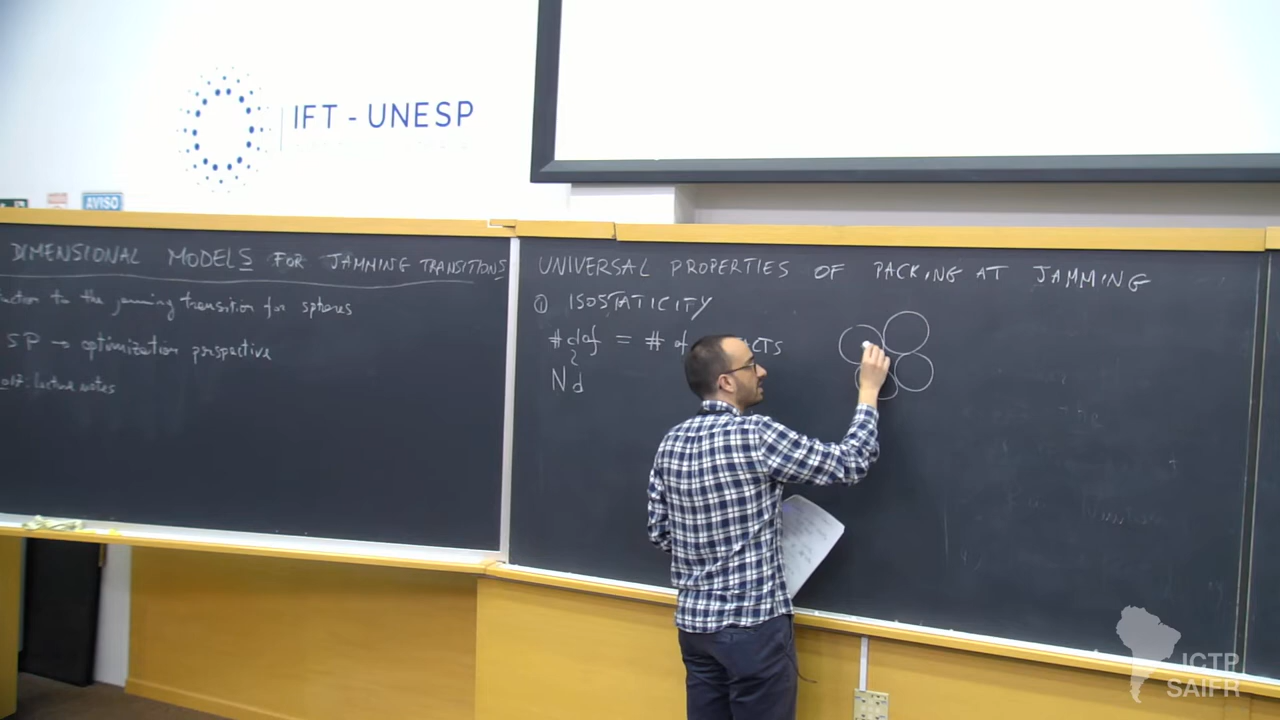 IFT - UNESP
AVISO
DIMENSIONAL MODELS FOR JAMMING TRANSITIONS
to the jamming transition for spheres
SP → optimization perspective
lecture notes
UNIVERSAL PROPERTIES OF PACKING AT JAMMING
① ISOSTATICITY
# dof = # of
Nd
ICTP
SAIFR